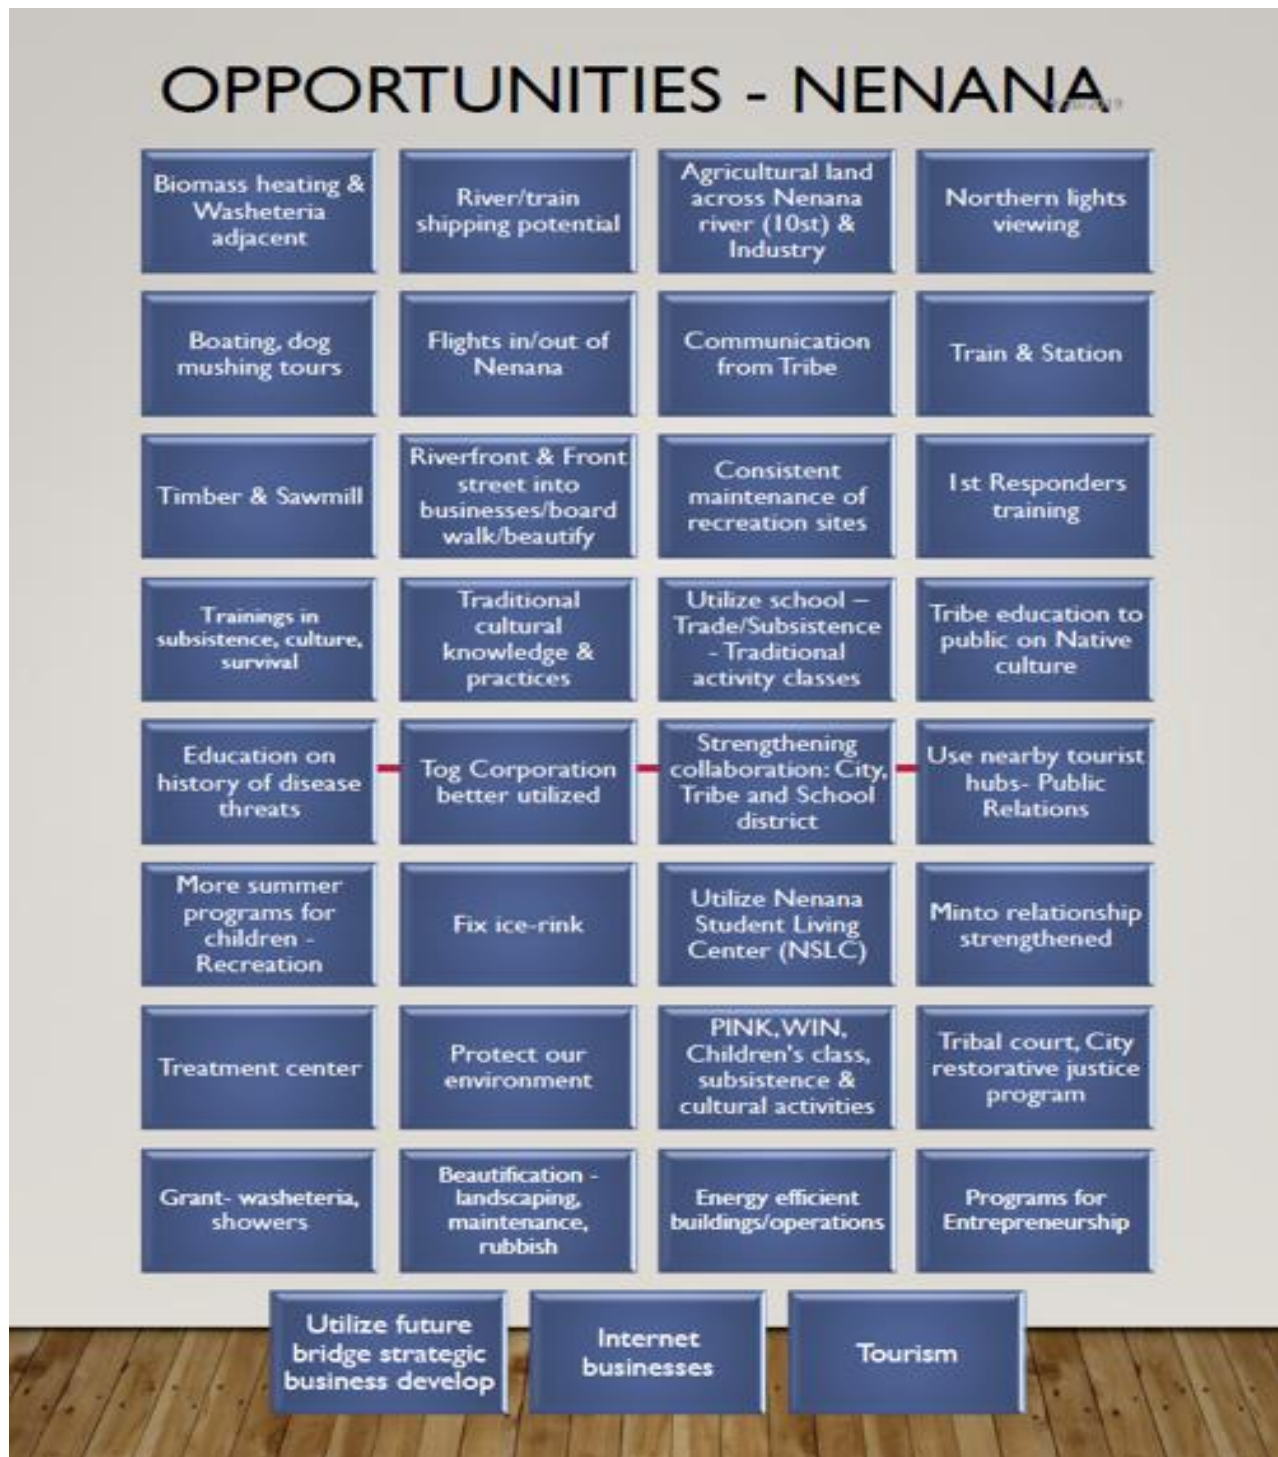 OPPORTUNITIES - NENANA
Biomass heating &
Washeteria
adjacent
River/train
shipping potential
Agricultural land
across Nenana
river (10st) &
Industry
Northern lights
viewing
Boating, dog
mushing tours
Flights in/out of
Nenana
Communication
from Tribe
Train & Station
Timber & Sawmill
Riverfront & Front
street into
businesses/board
walk/beautify
Consistent
maintenance of
recreation sites
1st Responders
training
Trainings in
subsistence, culture,
survival
Traditional
cultural
knowledge &
practices
Utilize school –
Trade/Subsistence
- Traditional
activity classes
Tribe education to
public on Native
culture
Education on
history of disease
threats
Tog Corporation
better utilized
Strengthening
collaboration: City,
Tribe and School
district
Use nearby tourist
hubs- Public
Relations
More summer
programs for
children -
Recreation
Fix ice-rink
Utilize Nenana
Student Living
Center (NSLC)
Minto relationship
strengthened
Treatment center
Protect our
environment
PINK, WIN,
Children's class,
subsistence &
cultural activities
Tribal court, City
restorative justice
program
Grant- washeteria,
showers
Beautification -
landscaping,
maintenance,
rubbish
Energy efficient
buildings/operations
Programs for
Entrepreneurship
Utilize future
bridge strategic
business develop
Internet
businesses
Tourism